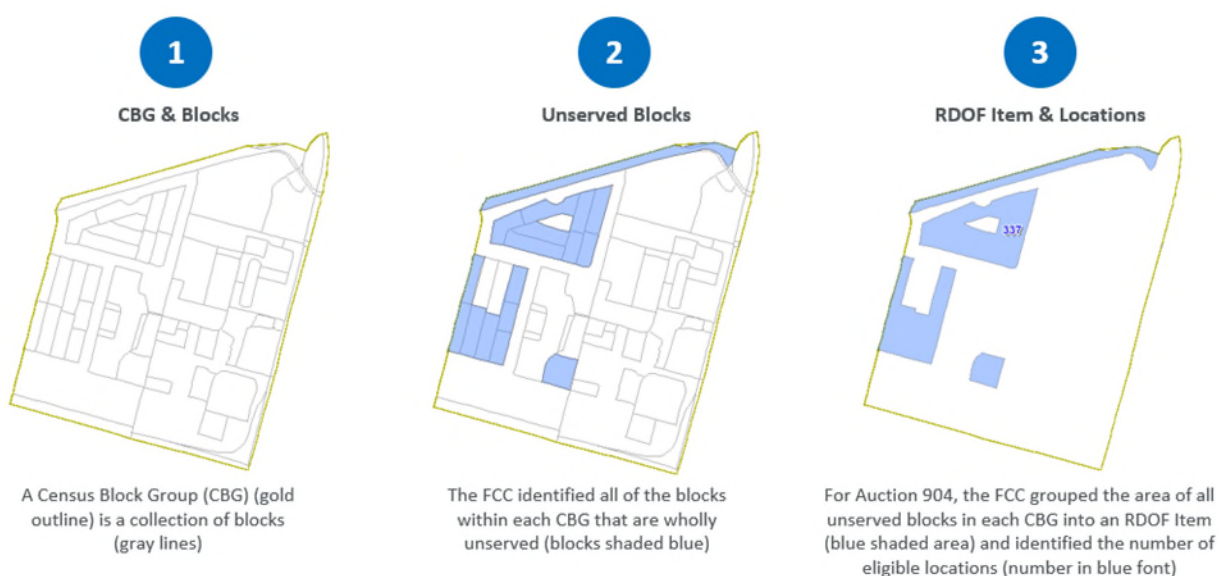 1
CBG & Blocks
A Census Block Group (CBG) (gold
outline) is a collection of blocks
(gray lines)
2
Unserved Blocks
The FCC identified all of the blocks
within each CBG that are wholly
unserved (blocks shaded blue)
3
RDOF Item & Locations
337
For Auction 904, the FCC grouped the area of all
unserved blocks in each CBG into an RDOF Item
(blue shaded area) and identified the number of
eligible locations (number in blue font)